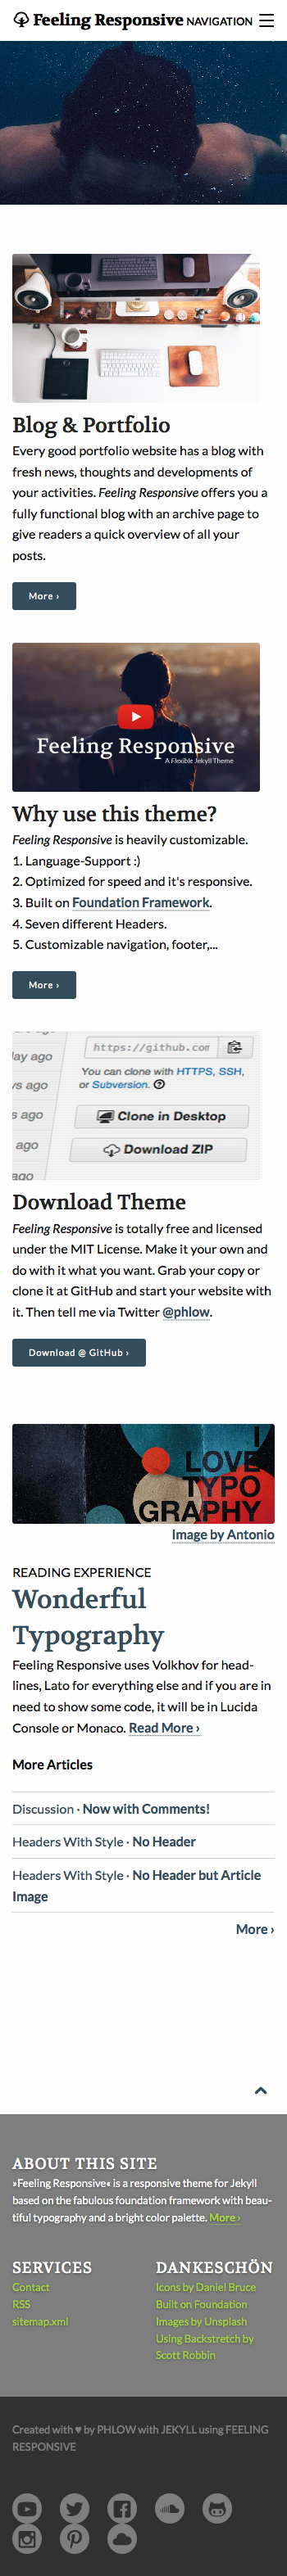 Feeling Responsive NAVIGATION
Blog & Portfolio
Every good portfolio website has a blog with
fresh news, thoughts and developments of
your activities. Feeling Responsive offers you a
fully functional blog with an archive page to
give readers a quick overview of all your
posts.
More ›
Feeling Responsive
A Flexible Jekyll Theme
Why use this theme?
Feeling Responsive is heavily customizable.
1. Language-Support :)
2. Optimized for speed and it's responsive.
3. Built on Foundation Framework.
4. Seven different Headers.
5. Customizable navigation, footer,...
More ›
lay ago
https://github.com
You can clone with HTTPS, SSH,
ys ago
or Subversion.
s ago
Clone in Desktop
ago
Download ZIP
ago
Download Theme
Feeling Responsive is totally free and licensed
under the MIT License. Make it your own and
do with it what you want. Grab your copy or
clone it at GitHub and start your website with
it. Then tell me via Twitter @phlow.
Download @ GitHub ›
I
LOVE
TYPO
GRAPHY
Image by Antonio
READING EXPERIENCE
Wonderful
Typography
Feeling Responsive uses Volkhov for head-
lines, Lato for everything else and if you are in
need to show some code, it will be in Lucida
Console or Monaco. Read More ›
More Articles
Discussion · Now with Comments!
Headers With Style · No Header
Headers With Style · No Header but Article
Image
More ›
ABOUT THIS SITE
»Feeling Responsive« is a responsive theme for Jekyll
based on the fabulous foundation framework with beau-
tiful typography and a bright color palette. More ›
SERVICES
Contact
RSS
sitemap.xml
DANKESCHÖN
Icons by Daniel Bruce
Built on Foundation
Images by Unsplash
Using Backstretch by
Scott Robbin
Created with ♥ by PHLOW with JEKYLL using FEELING
RESPONSIVE